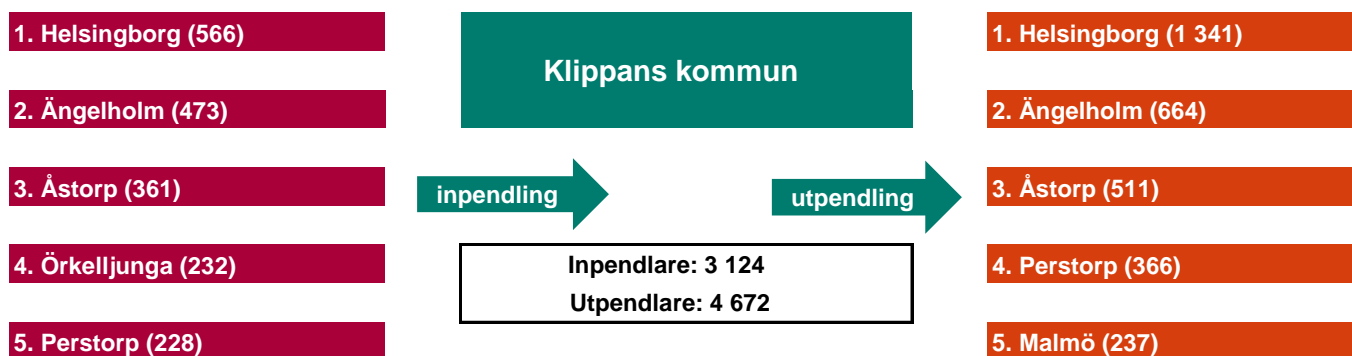 1. Helsingborg (566)
2. Ängelholm (473)
3. Åstorp (361)
4. Örkelljunga (232)
5. Perstorp (228)
Klippans kommun
inpendling
utpendling
Inpendlare: 3 124
Utpendlare: 4 672
1. Helsingborg (1 341)
2. Ängelholm (664)
3. Åstorp (511)
4. Perstorp (366)
5. Malmö (237)